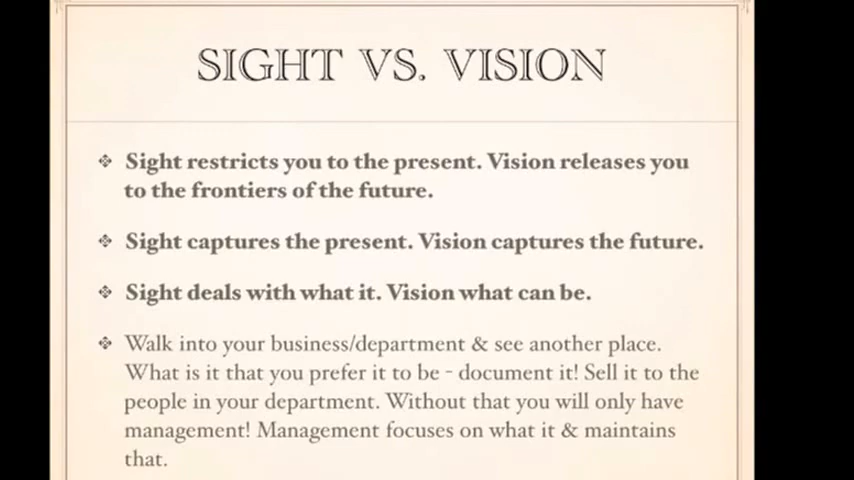 SIGHT VS. VISION
Sight restricts you to the present. Vision releases you
to the frontiers of the future.
Sight captures the present. Vision captures the future.
Sight deals with what it. Vision what can be.
Walk into your business/department & see another place.
What is it that you prefer it to be - document it! Sell it to the
people in your department. Without that you will only have
management! Management focuses on what it & maintains
that.